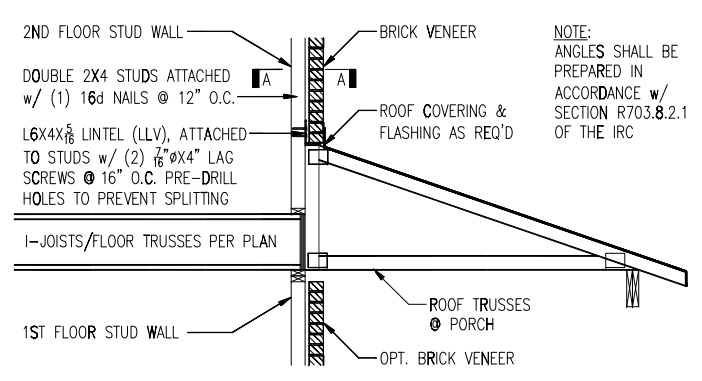 2ND FLOOR STUD WALL
DOUBLE 2X4 STUDS ATTACHED
w/ (1) 16d NAILS @ 12" O.C.
L6X4X5/16 LINTEL (LLV), ATTACHED
TO STUDS w/ (2) 7/16"øX4" LAG
SCREWS @ 16" O.C. PRE-DRILL
HOLES TO PREVENT SPLITTING
I-JOISTS/FLOOR TRUSSES PER PLAN
1ST FLOOR STUD WALL
A
A
BRICK VENEER
ROOF COVERING &
FLASHING AS REQ'D
ROOF TRUSSES
@ PORCH
OPT. BRICK VENEER
NOTE:
ANGLES SHALL BE
PREPARED IN
ACCORDANCE w/
SECTION R703.8.2.1
OF THE IRC